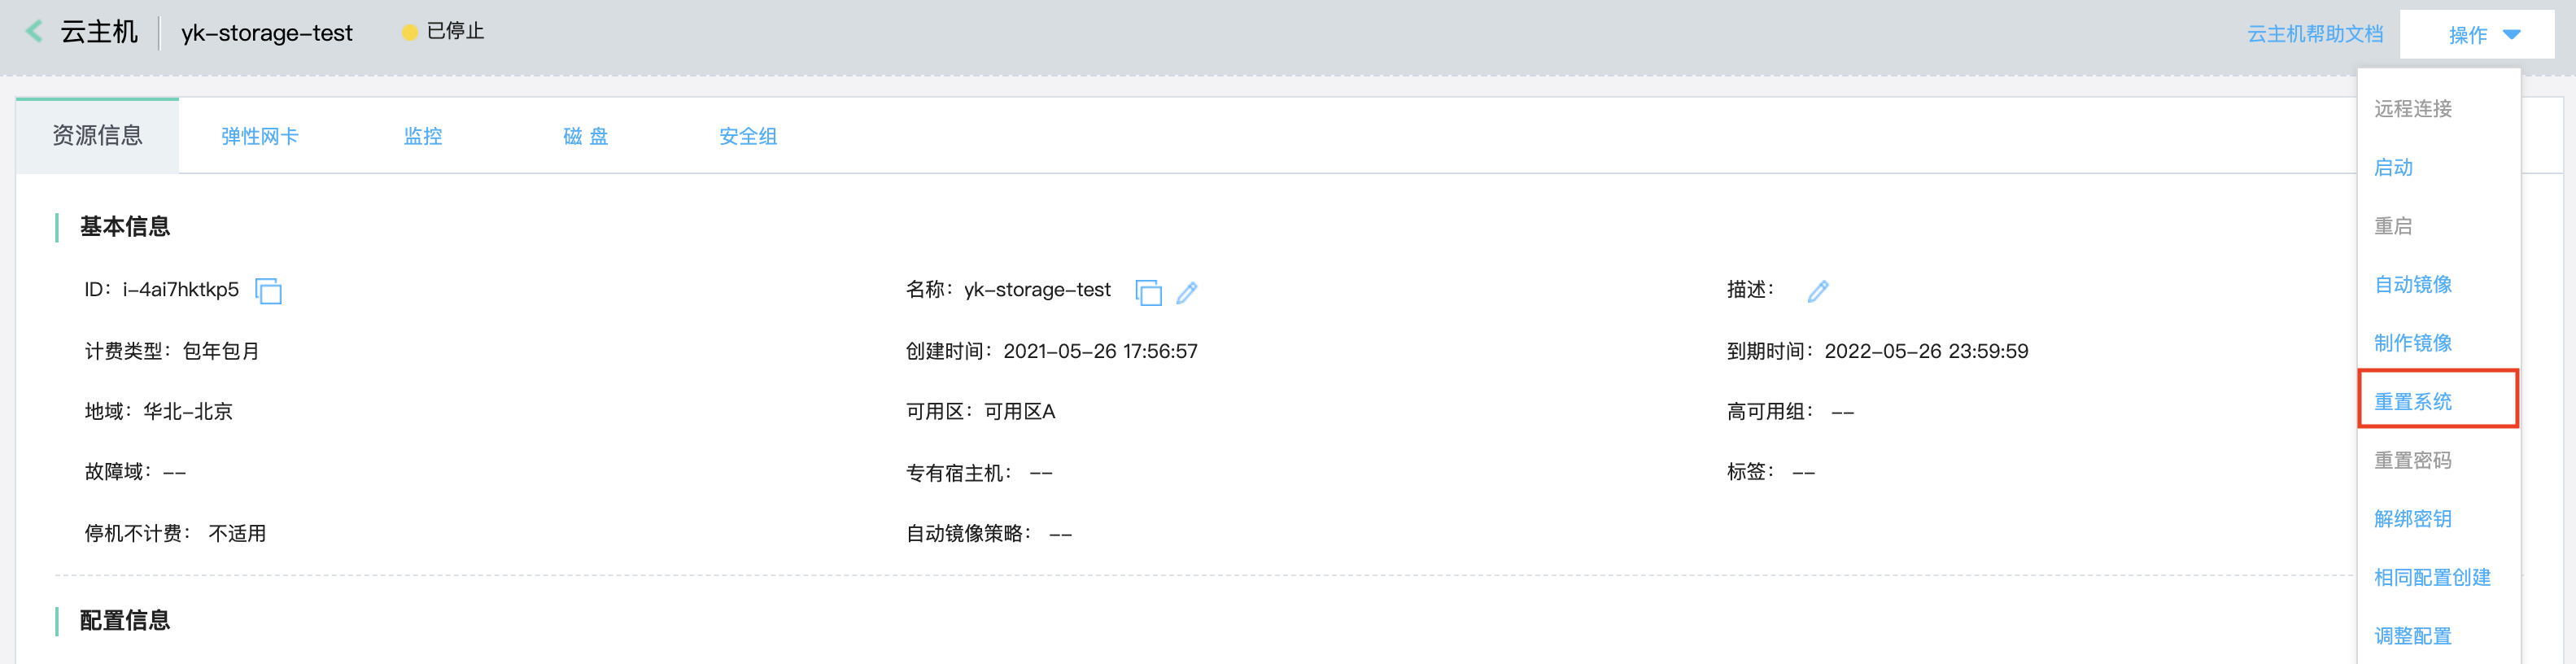 云主机 yk-storage-test 已停止 云主机帮助文档 操作
资源信息 弹性网卡 监控 磁 盘 安全组
基本信息
ID：i-4ai7hktkp5 名称：yk-storage-test 描述：
计费类型：包年包月 创建时间：2021-05-26 17:56:57 到期时间：2022-05-26 23:59:59
地域：华北-北京 可用区：可用区A 高可用组： --
故障域：-- 专有宿主机： -- 标签： --
停机不计费： 不适用 自动镜像策略： --
配置信息
远程连接
启动
重启
自动镜像
制作镜像
重置系统
重置密码
解绑密钥
相同配置创建
调整配置